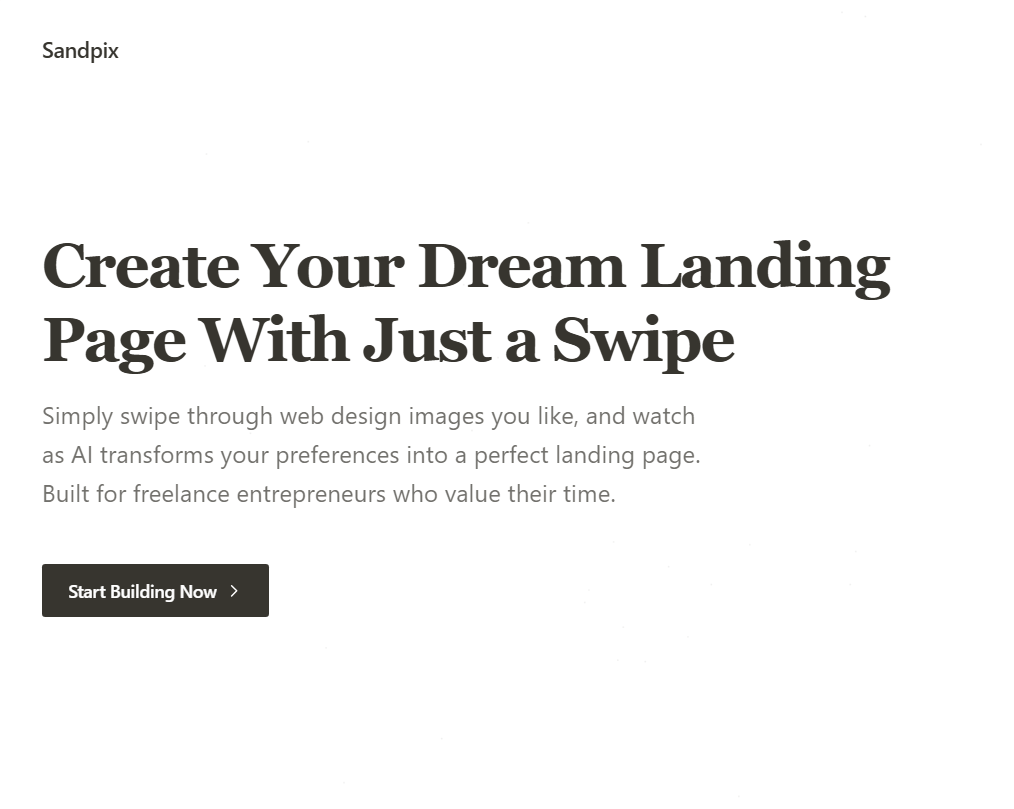 Sandpix
Create Your Dream Landing
Page With Just a Swipe
Simply swipe through web design images you like, and watch
as AI transforms your preferences into a perfect landing page.
Built for freelance entrepreneurs who value their time.
Start Building Now